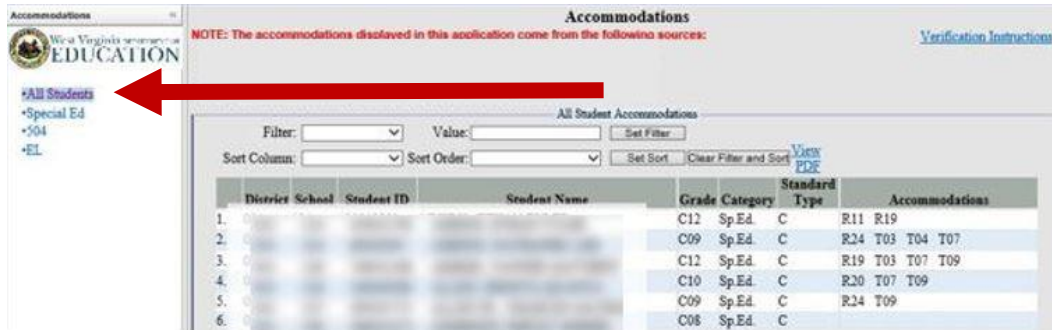 Accommodations
Accommodations
NOTE: The accommodations displayed in this application come from the following sources:
Verification Instructions
West Virginia
EDUCATION
•All Students
•Special Ed
•504
•EL
All Student Accommodations
Filter: Value: Set Filter
Sort Column: Sort Order: Set Sort Clear Filter and Sort View PDF
District School Student ID Student Name Grade Category Standard Type Accommodations
1. C12 Sp.Ed. C R11 R19
2. C09 Sp.Ed. C R24 T03 T04 T07
3. C12 Sp.Ed. C R19 T03 T07 T09
4. C10 Sp.Ed. C R20 T07 T09
5. C09 Sp.Ed. C R24 T09
6. C08 Sp.Ed. C